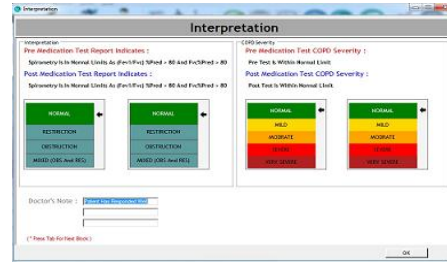 Interpretation
Interpretation
Interpretation
Pre Medication Test Report Indicates :
Spirometry Is In Normal Limits As (Fev1/Fvc) %Pred > 80 And Fvc%Pred > 80
Post Medication Test Report Indicates :
Spirometry Is In Normal Limits As (Fev1/Fvc) %Pred > 80 And Fvc%Pred > 80
NORMAL
RESTRICTION
OBSTRUCTION
MIXED (OBS And RES)
NORMAL
RESTRICTION
OBSTRUCTION
MIXED (OBS And RES)
COPD Severity
Pre Medication Test COPD Severity :
Pre Test Is Within Normal Limit
Post Medication Test COPD Severity :
Post Test Is Within Normal Limit
NORMAL
MILD
MODERATE
SEVERE
VERY SEVERE
NORMAL
MILD
MODERATE
SEVERE
VERY SEVERE
Doctor's Note :
Patient Has Responded Well
(* Press Tab For Next Block )
OK